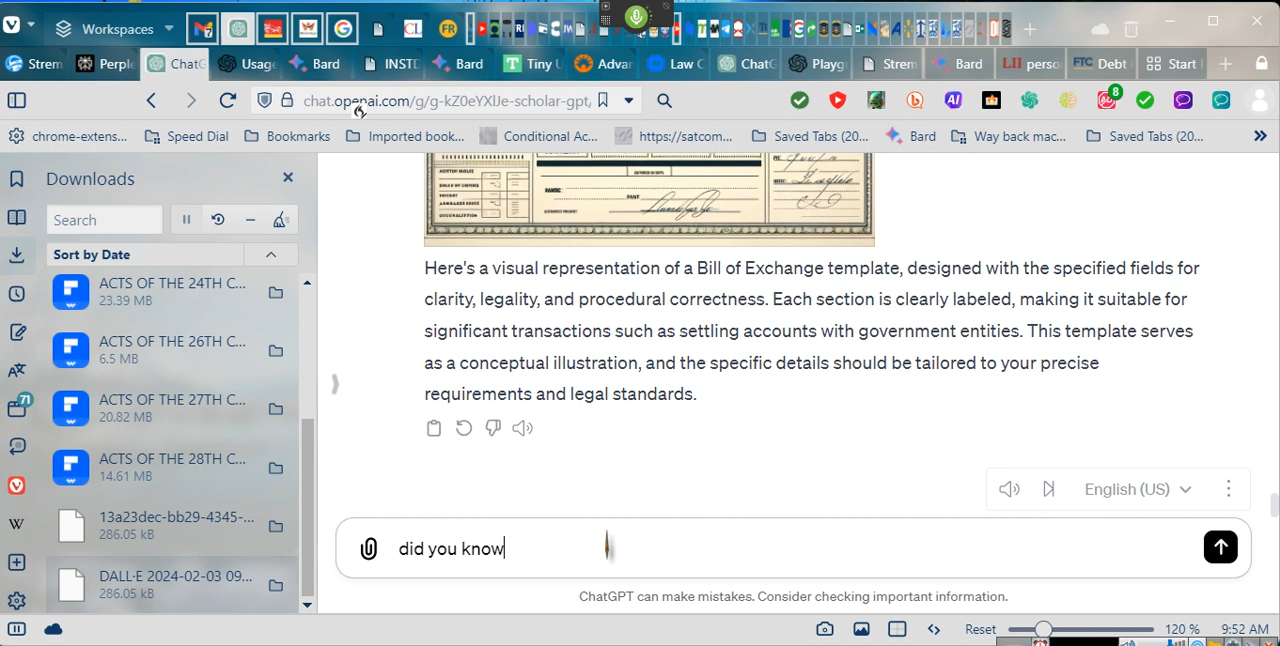 Workspaces
FR
Strem
Perple
ChatG
Usage
Bard
INSTD
Bard
Tiny U
Advar
Law C
ChatC
Playg
Strem
Bard
LII perso
FTC Debt
Start
chat.openai.com/g/g-kZ0eYXlJe-scholar-gpt,
AI
8
chrome-extens...
Speed Dial
Bookmarks
Imported book...
Conditional Ac...
https://satcom...
Saved Tabs (20...
Bard
Way back mac...
Saved Tabs (20...
Downloads
Search
Sort by Date
ACTS OF THE 24TH C...
23.39 MB
ACTS OF THE 26TH C...
6.5 MB
ACTS OF THE 27TH C...
20.82 MB
ACTS OF THE 28TH C...
14.61 MB
13a23dec-bb29-4345-...
286.05 kB
DALL·E 2024-02-03 09...
286.05 kB
71
W
Here's a visual representation of a Bill of Exchange template, designed with the specified fields for
clarity, legality, and procedural correctness. Each section is clearly labeled, making it suitable for
significant transactions such as settling accounts with government entities. This template serves
as a conceptual illustration, and the specific details should be tailored to your precise
requirements and legal standards.
English (US)
did you know
ChatGPT can make mistakes. Consider checking important information.
Reset
120 %
9:52 AM